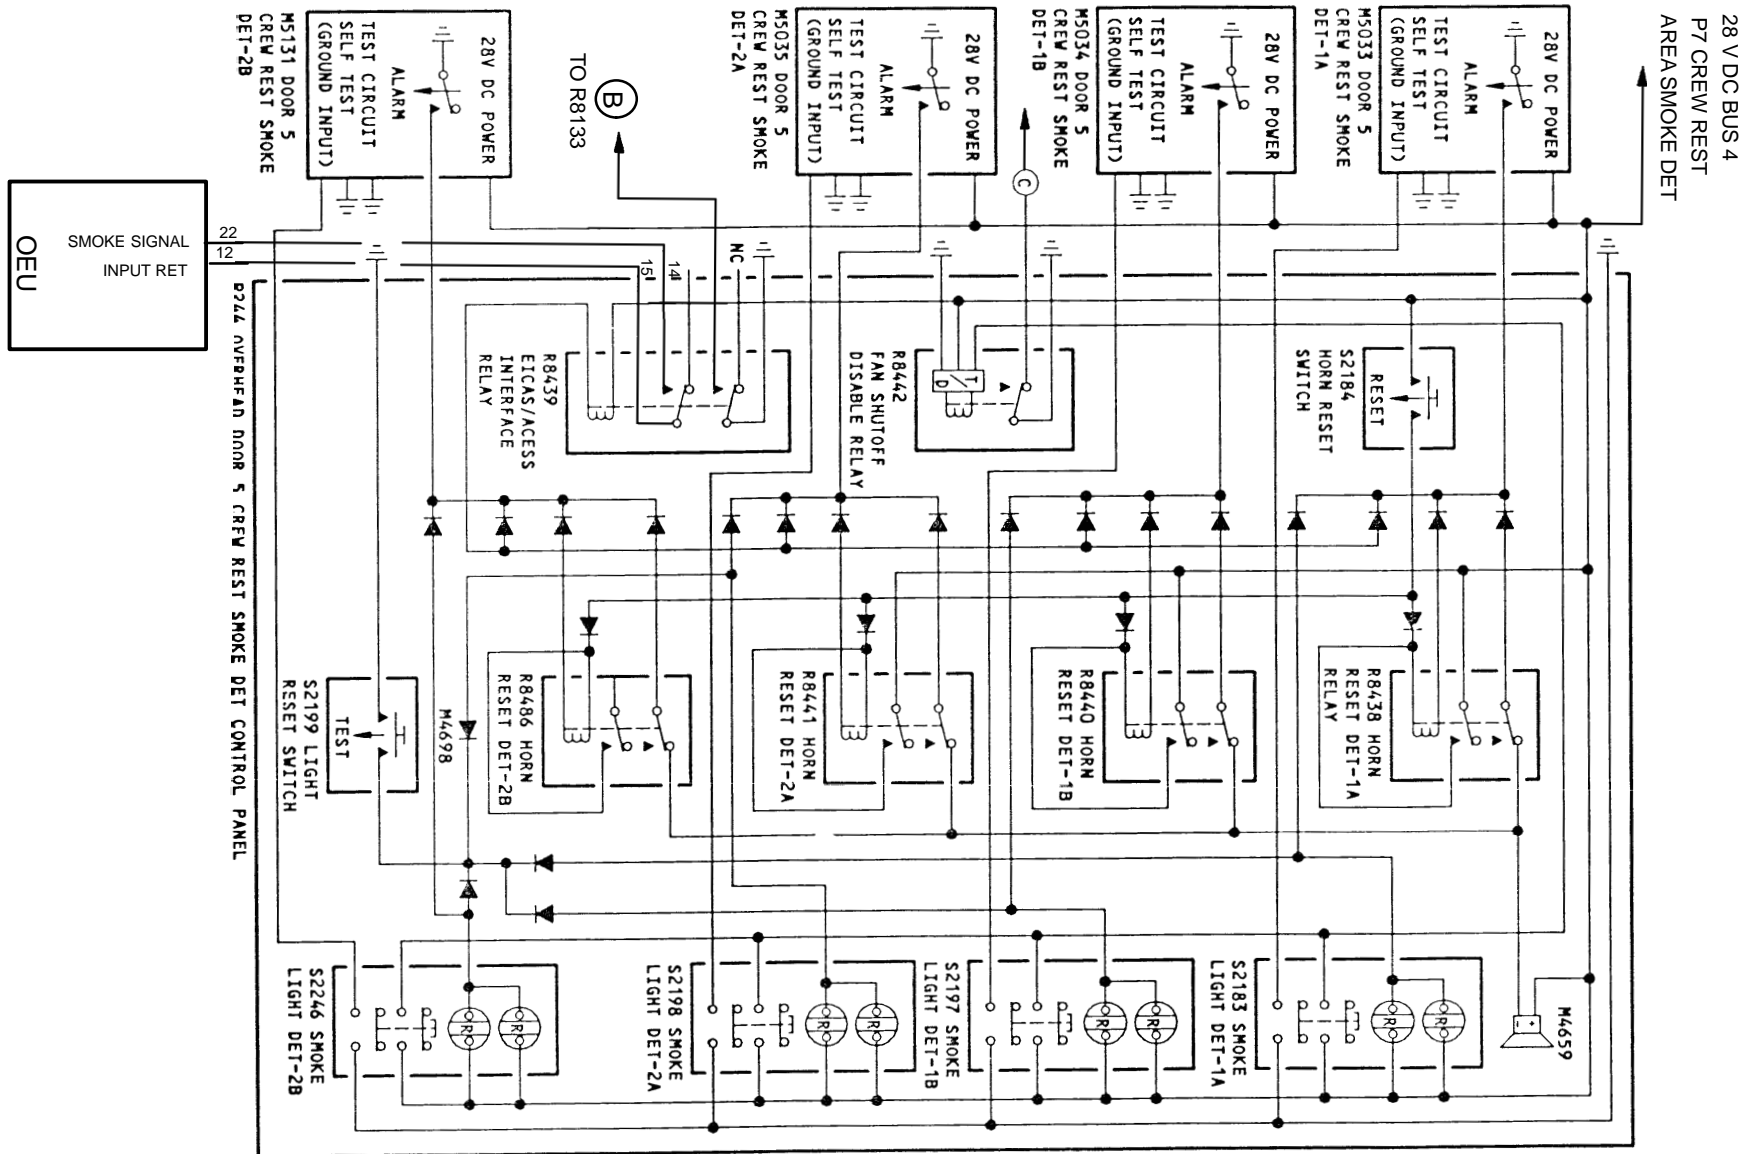 28 V DC BUS 4
P7 CREW REST
AREA SMOKE DET
28V DC POWER
ALARM
TEST CIRCUIT
SELF TEST
(GROUND INPUT)
M5033 DOOR 5
CREW REST SMOKE
DET-1A
28V DC POWER
ALARM
TEST CIRCUIT
SELF TEST
(GROUND INPUT)
M5034 DOOR 5
CREW REST SMOKE
DET-1B
C
28V DC POWER
ALARM
TEST CIRCUIT
SELF TEST
(GROUND INPUT)
M5035 DOOR 5
CREW REST SMOKE
DET-2A
B
TO R8133
28V DC POWER
ALARM
TEST CIRCUIT
SELF TEST
(GROUND INPUT)
M5131 DOOR 5
CREW REST SMOKE
DET-2B
SMOKE SIGNAL
INPUT RET
22
12
OEU
NC
14
15
RESET
S2184
HORN RESET
SWITCH
T
D
R8442
FAN SHUTOFF
DISABLE RELAY
R8439
EICAS/ACESS
INTERFACE
RELAY
R8438 HORN
RESET DET-1A
RELAY
R8440 HORN
RESET DET-1B
R8441 HORN
RESET DET-2A
R8486 HORN
RESET DET-2B
M4698
TEST
S2199 LIGHT
RESET SWITCH
OVERHEAD DOOR 5 CREW REST SMOKE DET CONTROL PANEL
M4659
- +
R
R
S2183 SMOKE
LIGHT DET-1A
R
R
S2197 SMOKE
LIGHT DET-1B
R
R
S2198 SMOKE
LIGHT DET-2A
R
R
S2246 SMOKE
LIGHT DET-2B